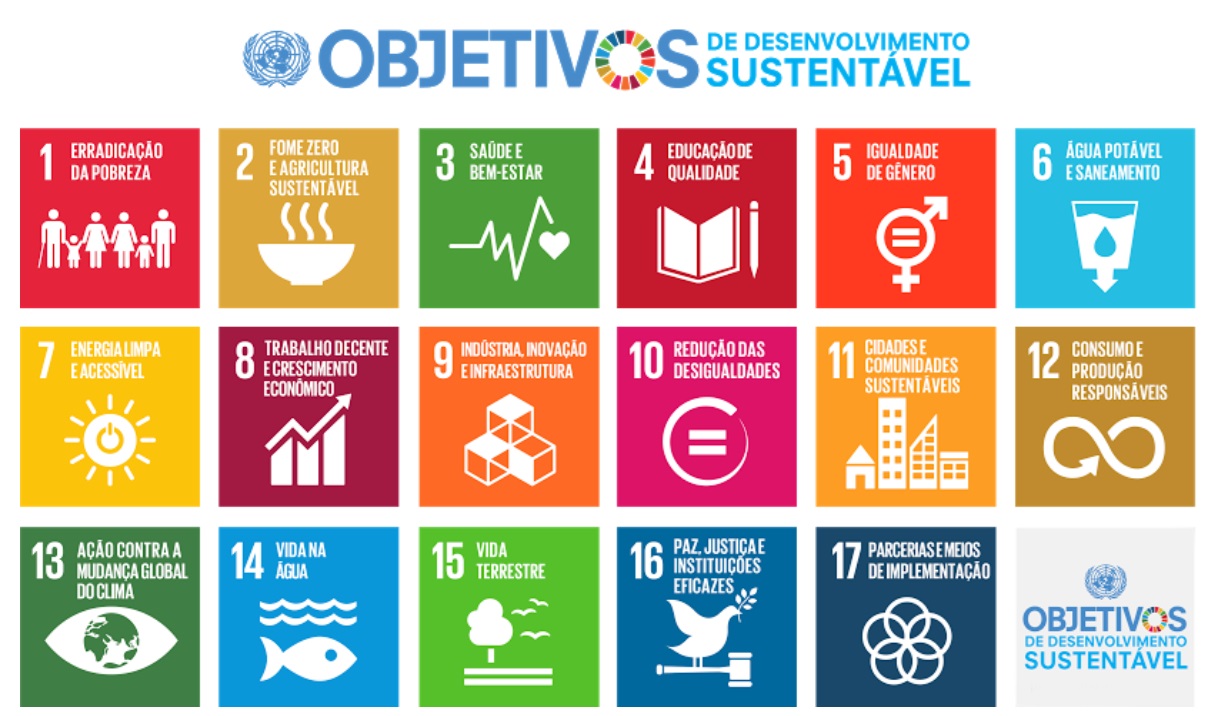 OBJETIVOS
DE DESENVOLVIMENTO
SUSTENTÁVEL
1 ERRADICAÇÃO
DA POBREZA
2 FOME ZERO
E AGRICULTURA
SUSTENTÁVEL
3 SAÚDE E
BEM-ESTAR
4 EDUCAÇÃO DE
QUALIDADE
5 IGUALDADE
DE GÊNERO
6 ÁGUA POTÁVEL
E SANEAMENTO
7 ENERGIA LIMPA
E ACESSÍVEL
8 TRABALHO DECENTE
E CRESCIMENTO
ECONÔMICO
9 INDÚSTRIA, INOVAÇÃO
E INFRAESTRUTURA
10 REDUÇÃO DAS
DESIGUALDADES
11 CIDADES E
COMUNIDADES
SUSTENTÁVEIS
12 CONSUMO E
PRODUÇÃO
RESPONSÁVEIS
13 AÇÃO CONTRA A
MUDANÇA GLOBAL
DO CLIMA
14 VIDA NA
ÁGUA
15 VIDA
TERRESTRE
16 PAZ, JUSTIÇA E
INSTITUIÇÕES
EFICAZES
17 PARCERIAS E MEIOS
DE IMPLEMENTAÇÃO
OBJETIVOS
DE DESENVOLVIMENTO
SUSTENTÁVEL